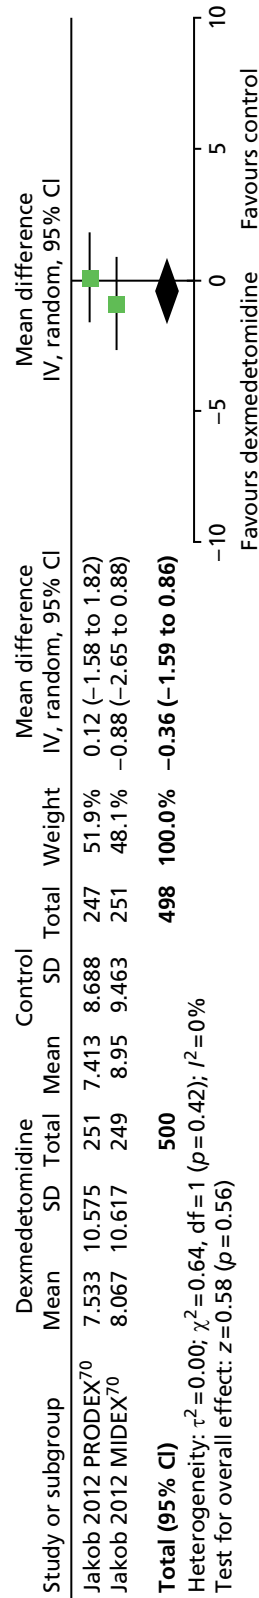 Dexmedetomidine Control Mean difference Mean difference
Study or subgroup Mean SD Total Mean SD Total Weight IV, random, 95% CI IV, random, 95% CI
Jakob 2012 PRODEX⁷⁰ 7.533 10.575 251 7.413 8.688 247 51.9% 0.12 (−1.58 to 1.82)
Jakob 2012 MIDEX⁷⁰ 8.067 10.617 249 8.95 9.463 251 48.1% −0.88 (−2.65 to 0.88)
Total (95% CI) 500 498 100.0% −0.36 (−1.59 to 0.86)
Heterogeneity: τ²=0.00; χ²=0.64, df=1 (p=0.42); I²=0%
Test for overall effect: z=0.58 (p=0.56)
−10 −5 0 5 10
Favours dexmedetomidine Favours control